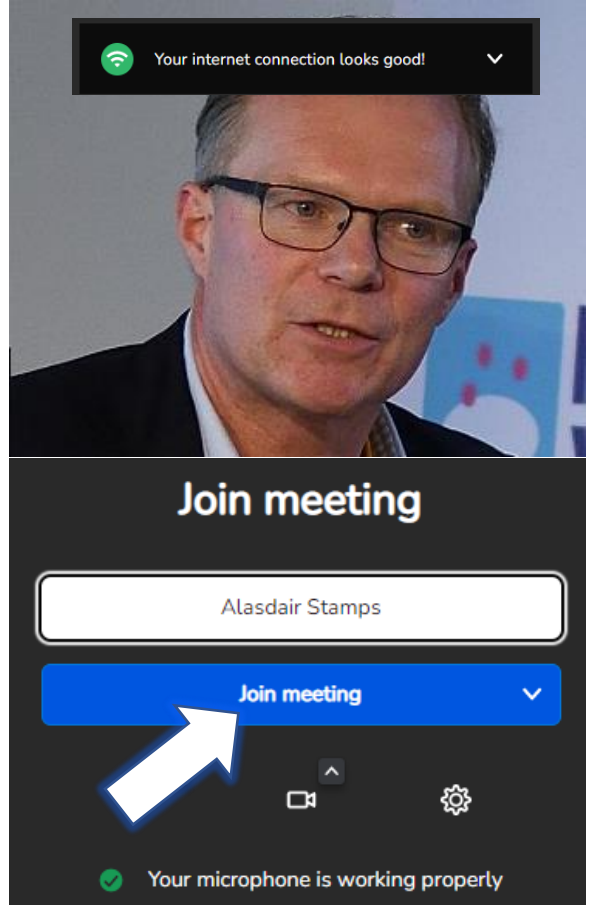 Your internet connection looks good!
Join meeting
Alasdair Stamps
Join meeting
Your microphone is working properly